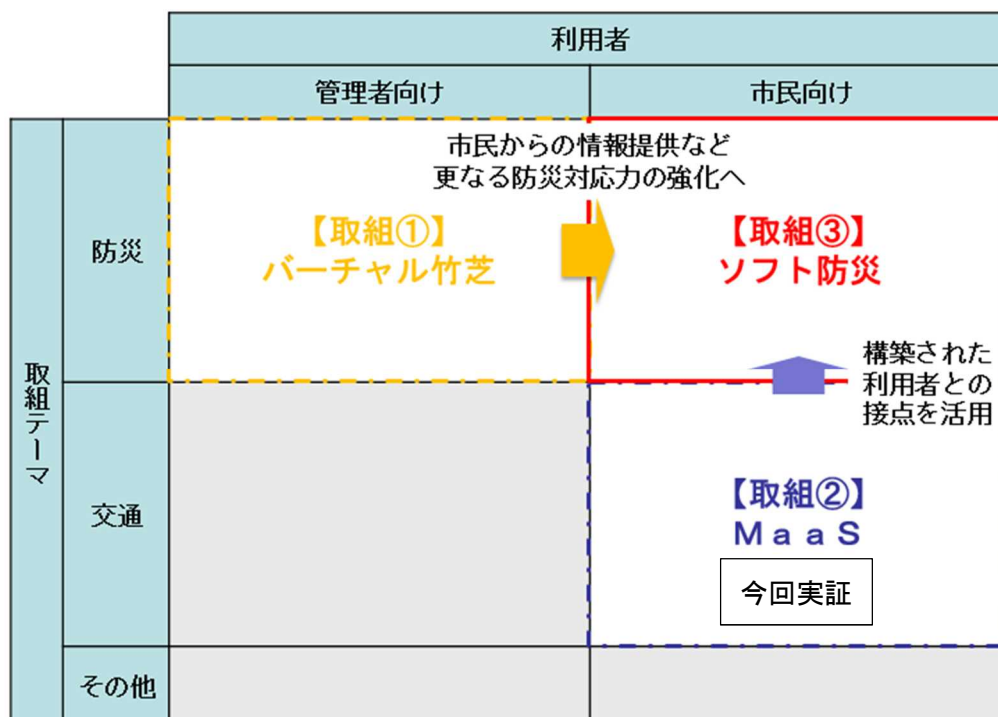 利用者
管理者向け
市民向け
取組テーマ
防災
市民からの情報提供など
更なる防災対応力の強化へ
【取組①】
バーチャル竹芝
【取組③】
ソフト防災
構築された
利用者との
接点を活用
交通
【取組②】
ＭａａＳ
今回実証
その他